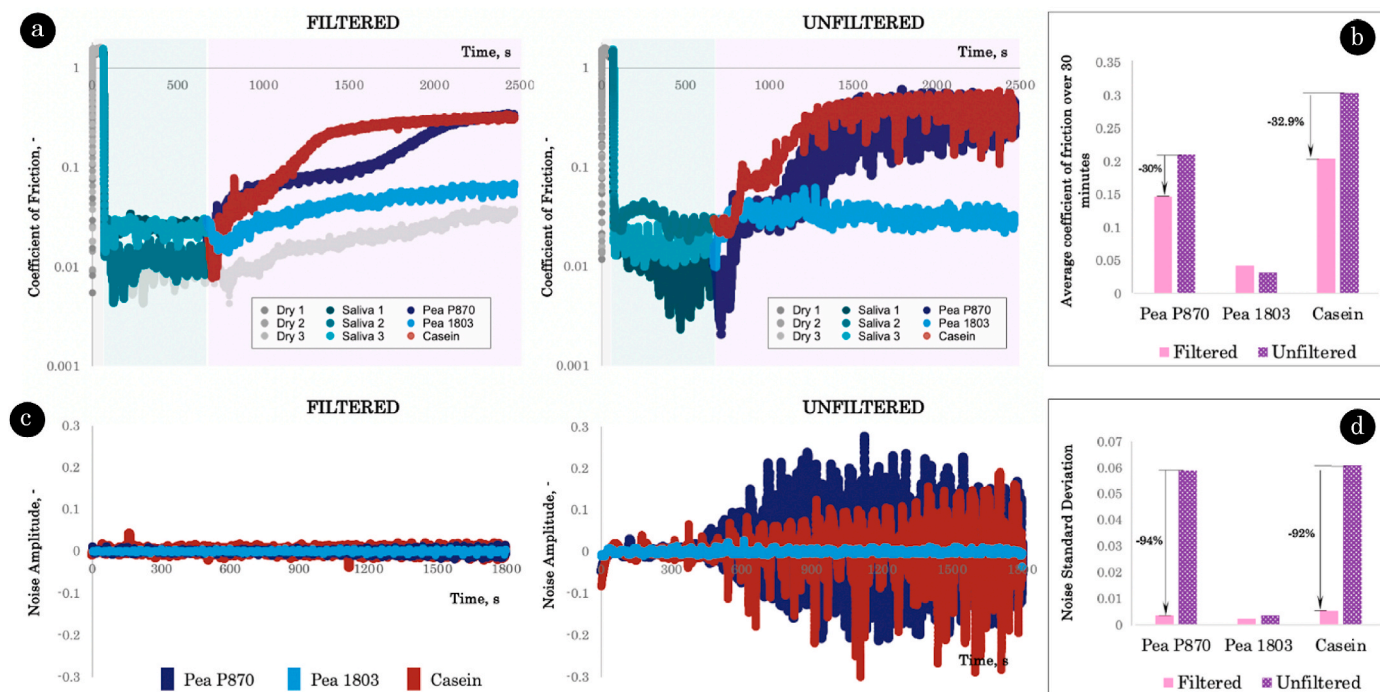 a
FILTERED
Time, s
1
0.1
0.01
0.001
0
500
1000
1500
2000
2500
Coefficient of Friction, -
Dry 1
Saliva 1
Pea P870
Dry 2
Saliva 2
Pea 1803
Dry 3
Saliva 3
Casein
UNFILTERED
Time, s
1
0.1
0.01
0.001
0
500
1000
1500
2000
2500
Coefficient of Friction, -
Dry 1
Saliva 1
Pea P870
Dry 2
Saliva 2
Pea 1803
Dry 3
Saliva 3
Casein
b
Average coefficient of friction over 30
minutes
0.35
0.3
0.25
0.2
0.15
0.1
0.05
0
-30%
-32.9%
Pea P870
Pea 1803
Casein
Filtered
Unfiltered
c
FILTERED
Noise Amplitude, -
0.3
0.2
0.1
0
-0.1
-0.2
-0.3
0
300
600
900
1200
1500
1800
Time, s
Pea P870
Pea 1803
Casein
UNFILTERED
Noise Amplitude, -
0.3
0.2
0.1
0
-0.1
-0.2
-0.3
0
300
600
900
1200
1500
1800
Time, s
d
Noise Standard Deviation
0.07
0.06
0.05
0.04
0.03
0.02
0.01
0
-94%
-92%
Pea P870
Pea 1803
Casein
Filtered
Unfiltered